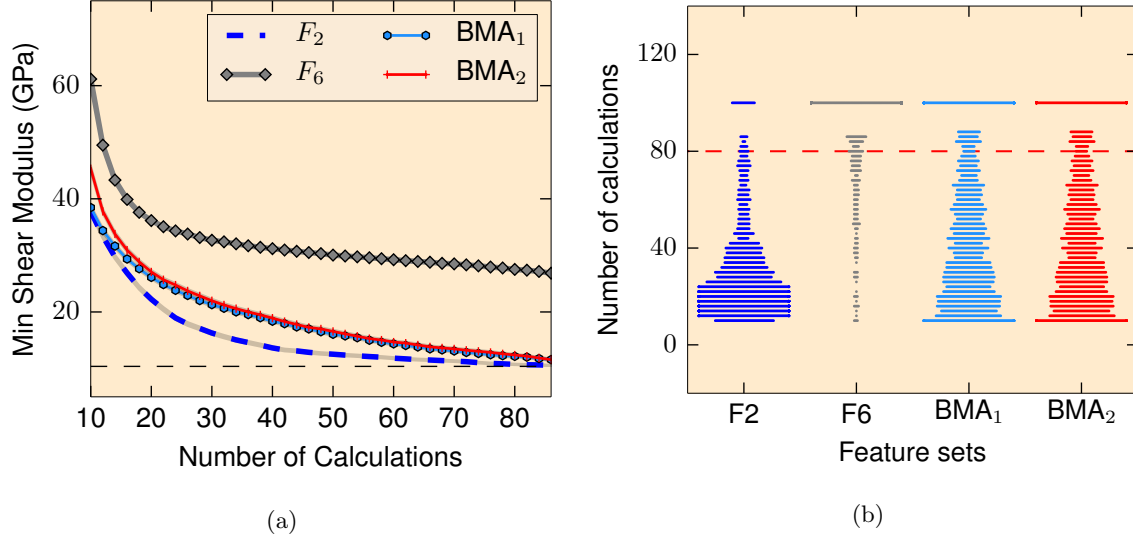 Min Shear Modulus (GPa)
60
40
20
10 20 30 40 50 60 70 80
Number of Calculations
F₂ BMA₁
F₆ BMA₂
(a)
Number of calculations
120
80
40
0
F2 F6 BMA₁ BMA₂
Feature sets
(b)